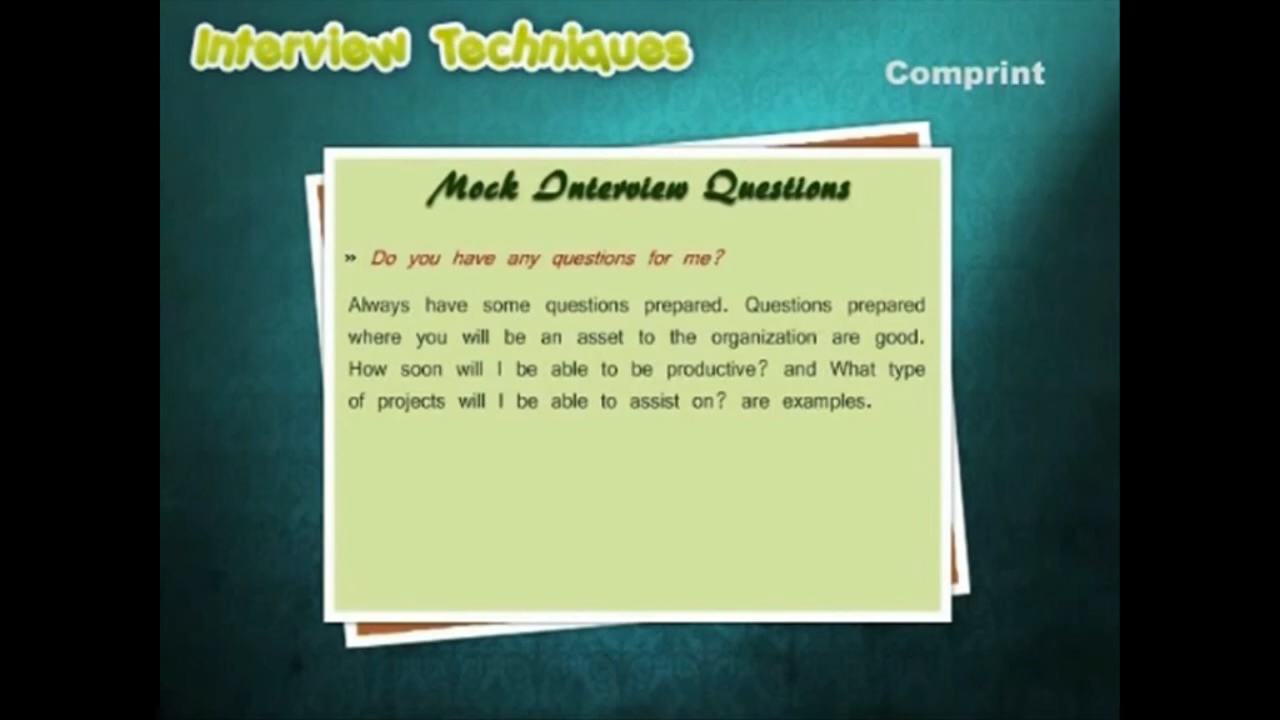 Interview Techniques
Comprint
Mock Interview Questions
» Do you have any questions for me?
Always have some questions prepared. Questions prepared
where you will be an asset to the organization are good.
How soon will I be able to be productive? and What type
of projects will I be able to assist on? are examples.